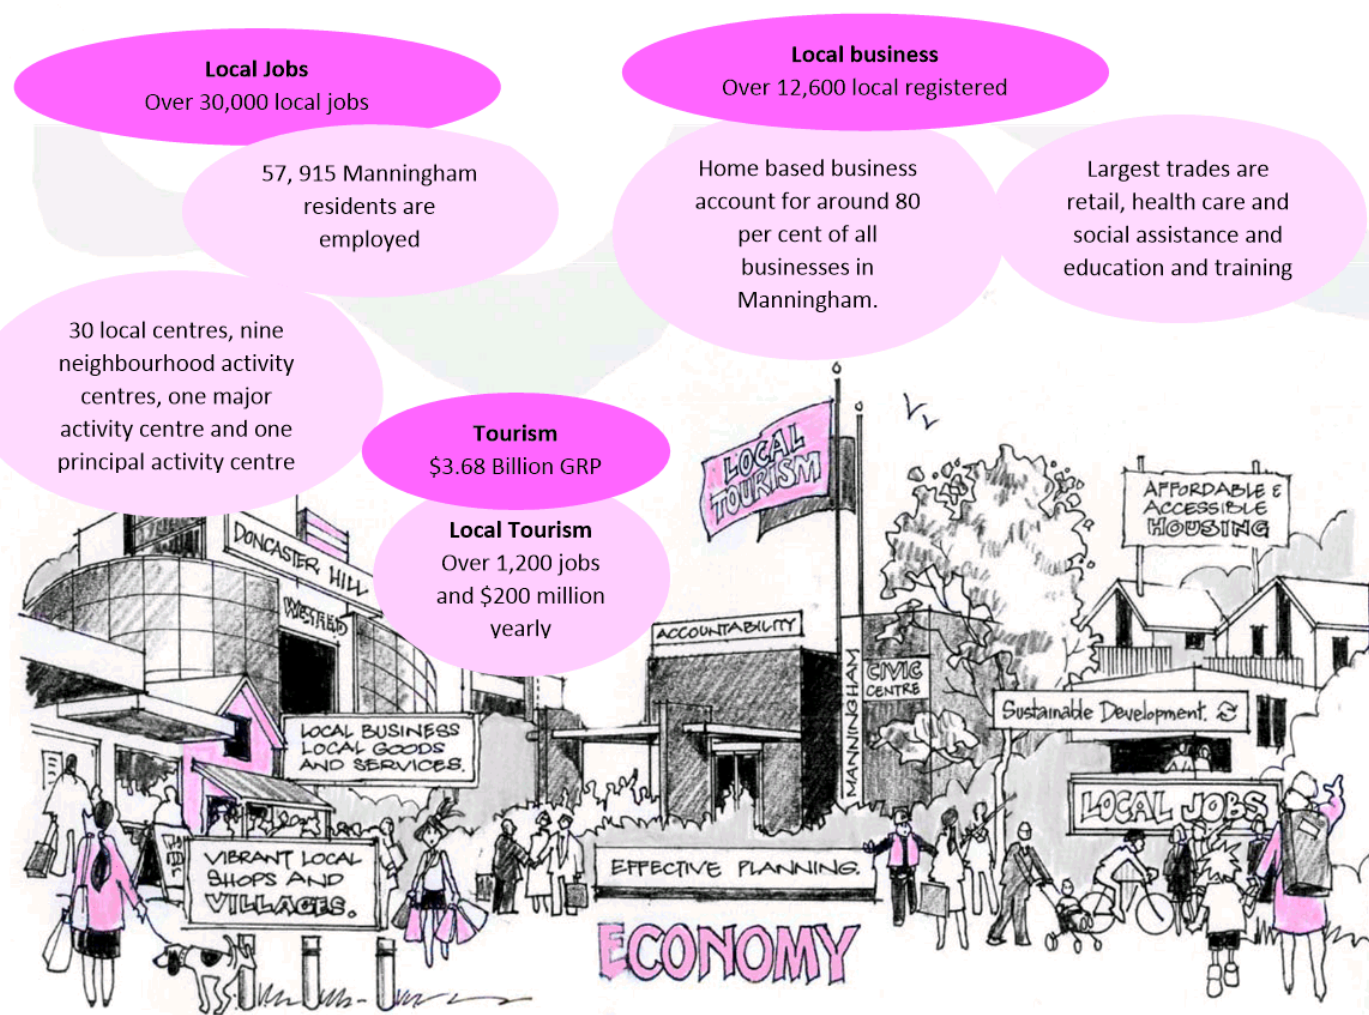 Local Jobs
Over 30,000 local jobs
57, 915 Manningham
residents are
employed
30 local centres, nine
neighbourhood activity
centres, one major
activity centre and one
principal activity centre
Local business
Over 12,600 local registered
Home based business
account for around 80
per cent of all
businesses in
Manningham.
Largest trades are
retail, health care and
social assistance and
education and training
Tourism
$3.68 Billion GRP
Local Tourism
Over 1,200 jobs
and $200 million
yearly
LOCAL
TOURISM
AFFORDABLE &
ACCESSIBLE
HOUSING
DONCASTER HILL
ACCOUNTABILITY
MANNINGHAM
CIVIC
CENTRE
Sustainable Development.
LOCAL BUSINESS
LOCAL GOODS
AND SERVICES.
LOCAL JOBS
VIBRANT LOCAL
SHOPS AND
VILLAGES.
EFFECTIVE PLANNING.
ECONOMY